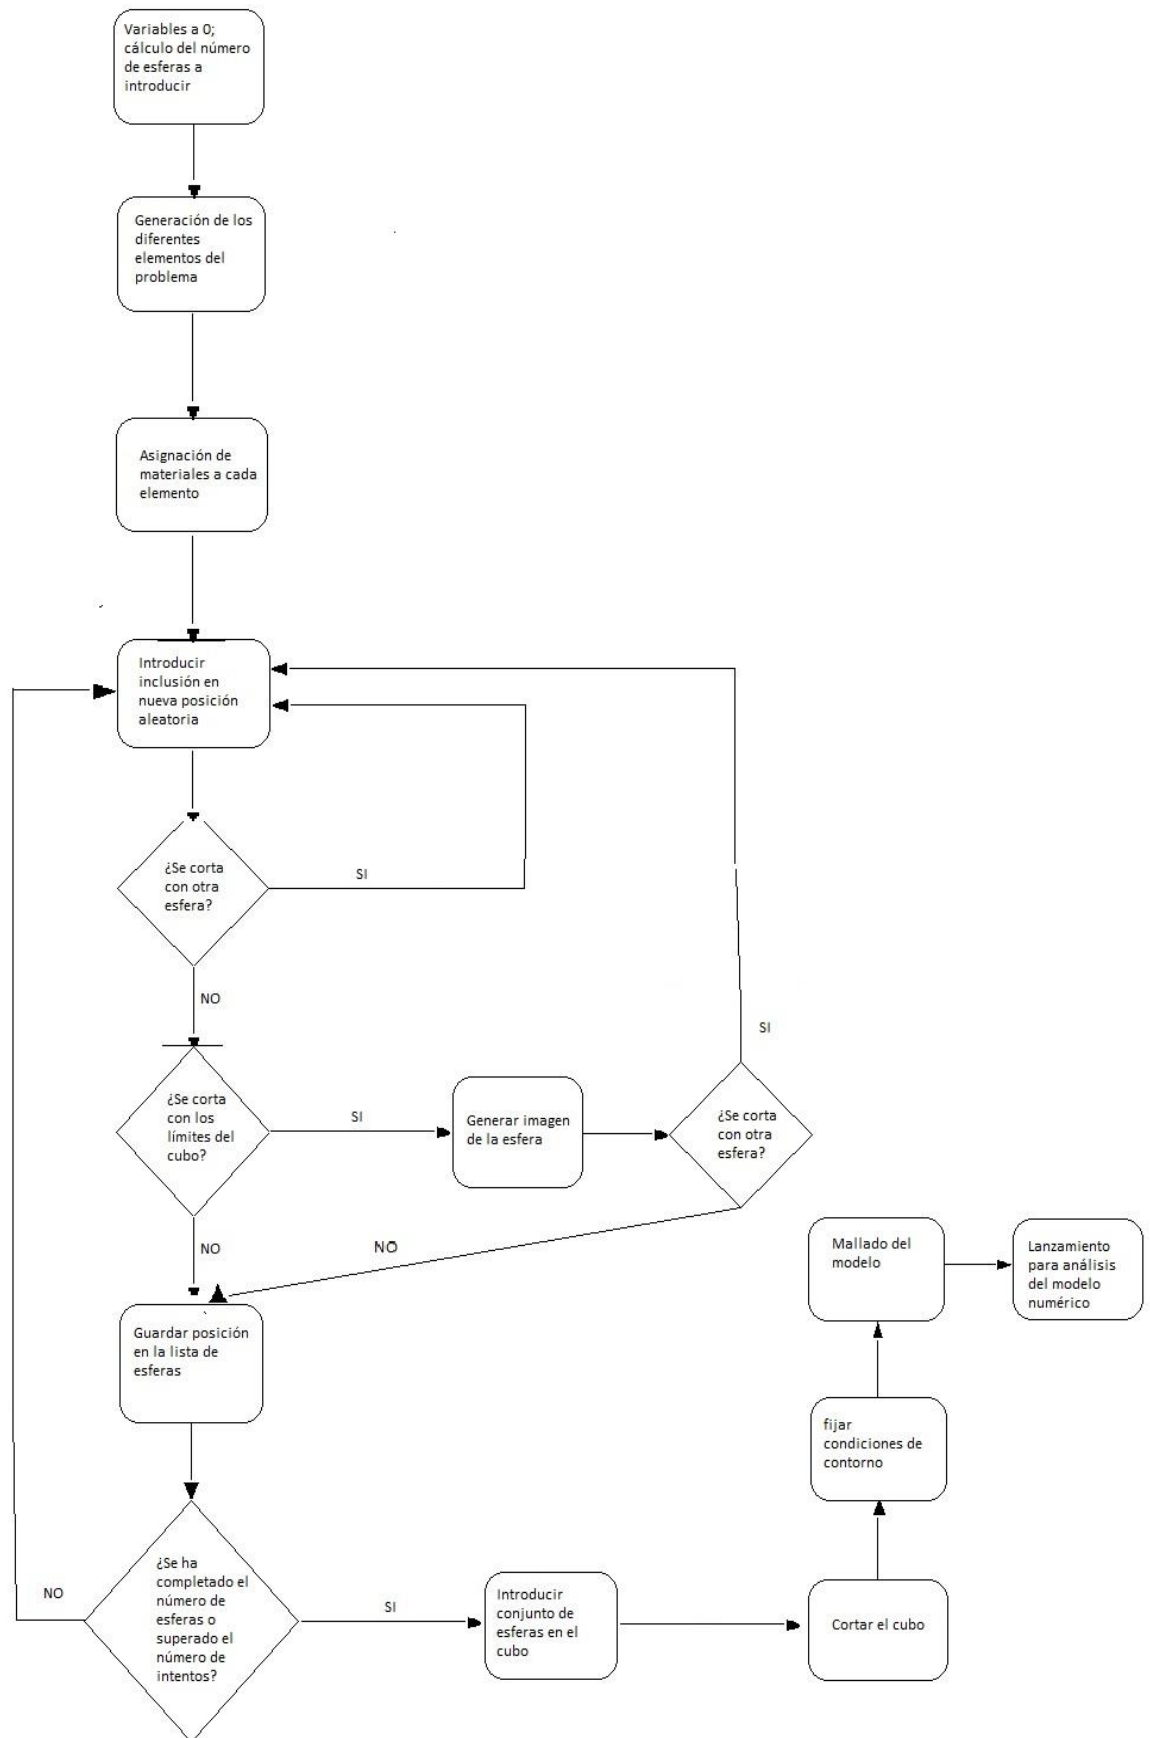 Variables a 0;
cálculo del número
de esferas a
introducir
Generación de los
diferentes
elementos del
problema
Asignación de
materiales a cada
elemento
Introducir
inclusión en
nueva posición
aleatoria
¿Se corta
con otra
esfera?
SI
NO
¿Se corta
con los
límites del
cubo?
SI
Generar imagen
de la esfera
¿Se corta
con otra
esfera?
SI
NO
NO
Guardar posición
en la lista de
esferas
¿Se ha
completado el
número de
esferas o
superado el
número de
intentos?
NO
SI
Introducir
conjunto de
esferas en el
cubo
Cortar el cubo
fijar
condiciones de
contorno
Mallado del
modelo
Lanzamiento
para análisis
del modelo
numérico